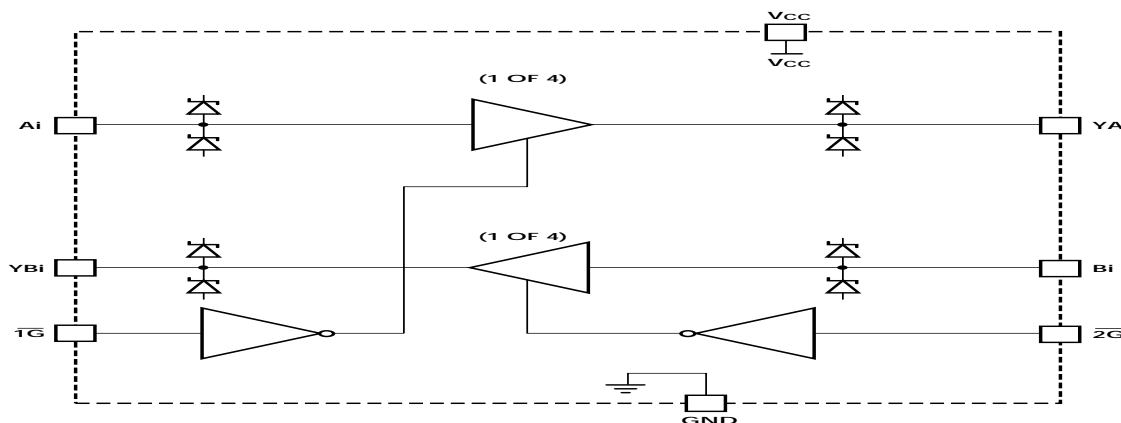 VCC
VCC
(1 OF 4)
Ai
YA
(1 OF 4)
YBi
Bi
1G̅
2G̅
GND